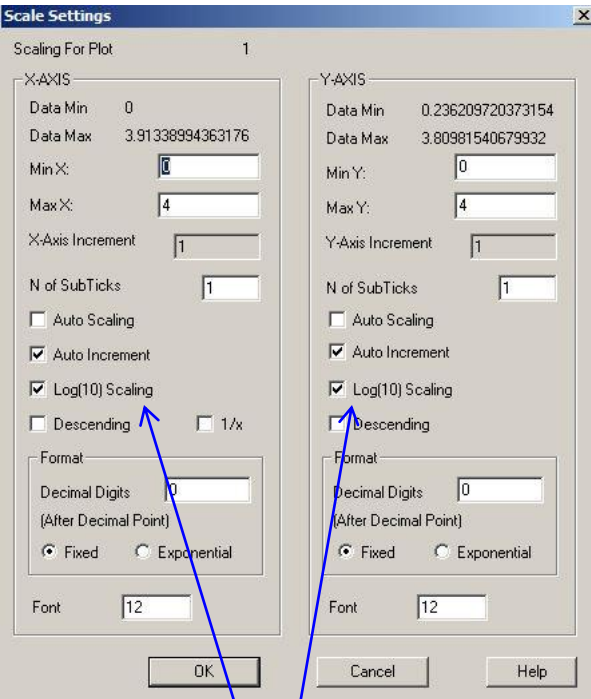 Scale Settings
Scaling For Plot 1
X-AXIS
Data Min 0
Data Max 3.91338994363176
Min X: 0
Max X: 4
X-Axis Increment 1
N of SubTicks 1
Auto Scaling
Auto Increment
Log(10) Scaling
Descending 1/x
Format
Decimal Digits 0
(After Decimal Point)
Fixed Exponential
Font 12
Y-AXIS
Data Min 0.236209720373154
Data Max 3.80981540679932
Min Y: 0
Max Y: 4
Y-Axis Increment 1
N of SubTicks 1
Auto Scaling
Auto Increment
Log(10) Scaling
Descending
Format
Decimal Digits 0
(After Decimal Point)
Fixed Exponential
Font 12
OK Cancel Help